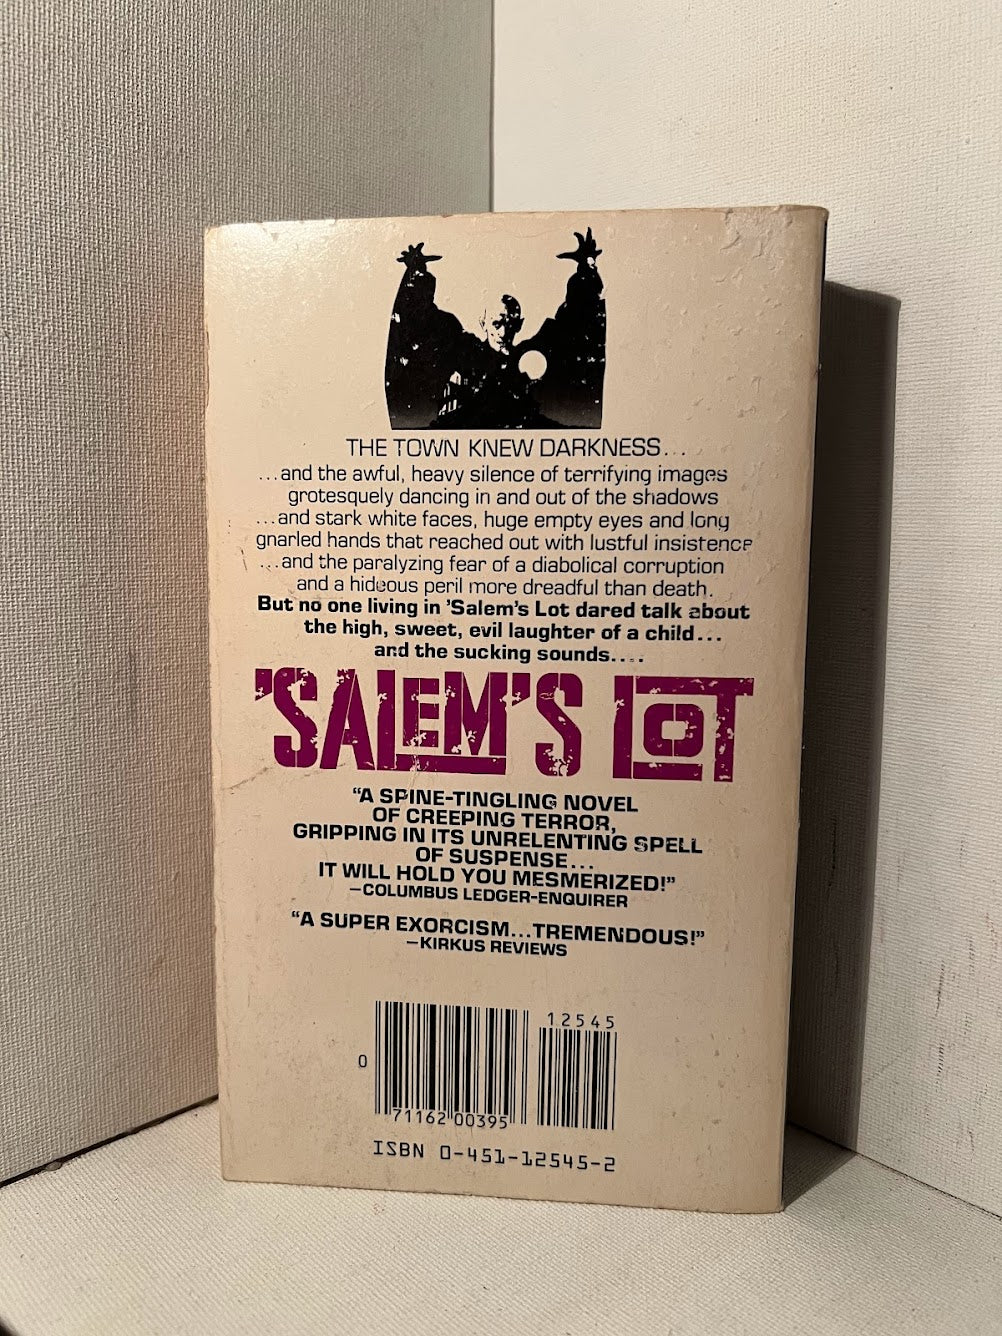 THE TOWN KNEW DARKNESS...
...and the awful, heavy silence of terrifying images
grotesquely dancing in and out of the shadows
...and stark white faces, huge empty eyes and long
gnarled hands that reached out with lustful insistence
...and the paralyzing fear of a diabolical corruption
and a hideous peril more dreadful than death.
But no one living in 'Salem's Lot dared talk about
the high, sweet, evil laughter of a child...
and the sucking sounds....
'SALEM'S LOT
“A SPINE-TINGLING NOVEL
OF CREEPING TERROR,
GRIPPING IN ITS UNRELENTING SPELL
OF SUSPENSE...
IT WILL HOLD YOU MESMERIZED!”
—COLUMBUS LEDGER-ENQUIRER
“A SUPER EXORCISM...TREMENDOUS!”
—KIRKUS REVIEWS
12545
0
71162 00395
ISBN 0-451-12545-2